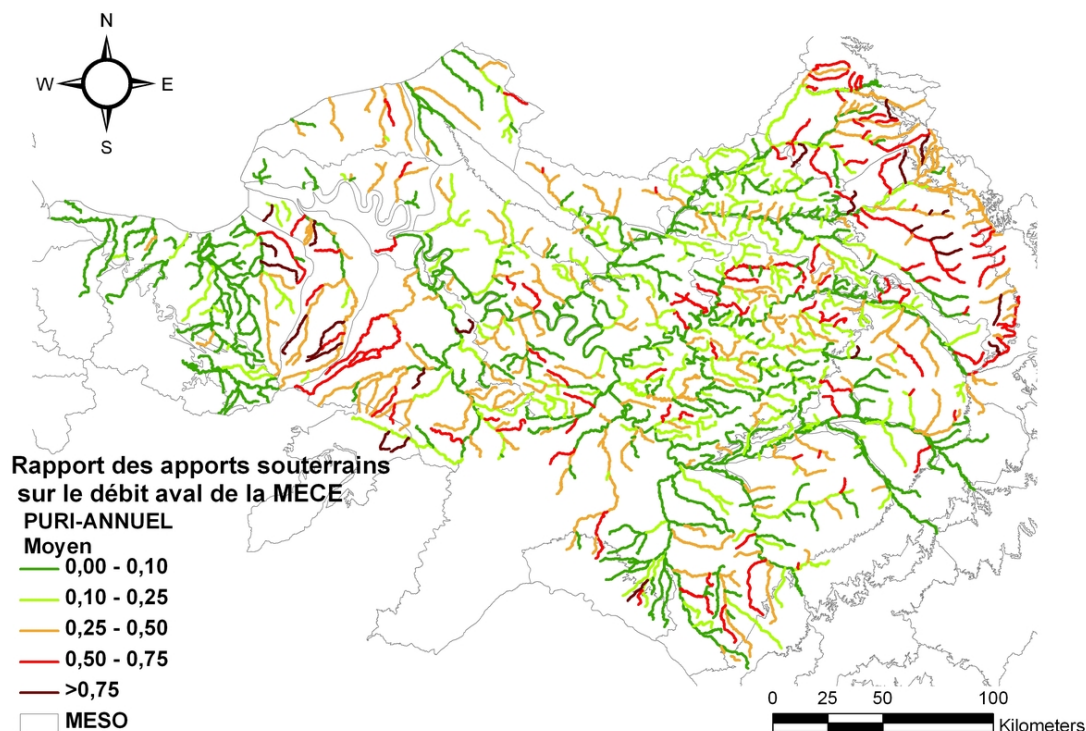 N
W
E
S
Rapport des apports souterrains
sur le débit aval de la MECE
PURI-ANNUEL
Moyen
0,00 - 0,10
0,10 - 0,25
0,25 - 0,50
0,50 - 0,75
>0,75
MESO
0 25 50 100
Kilometers